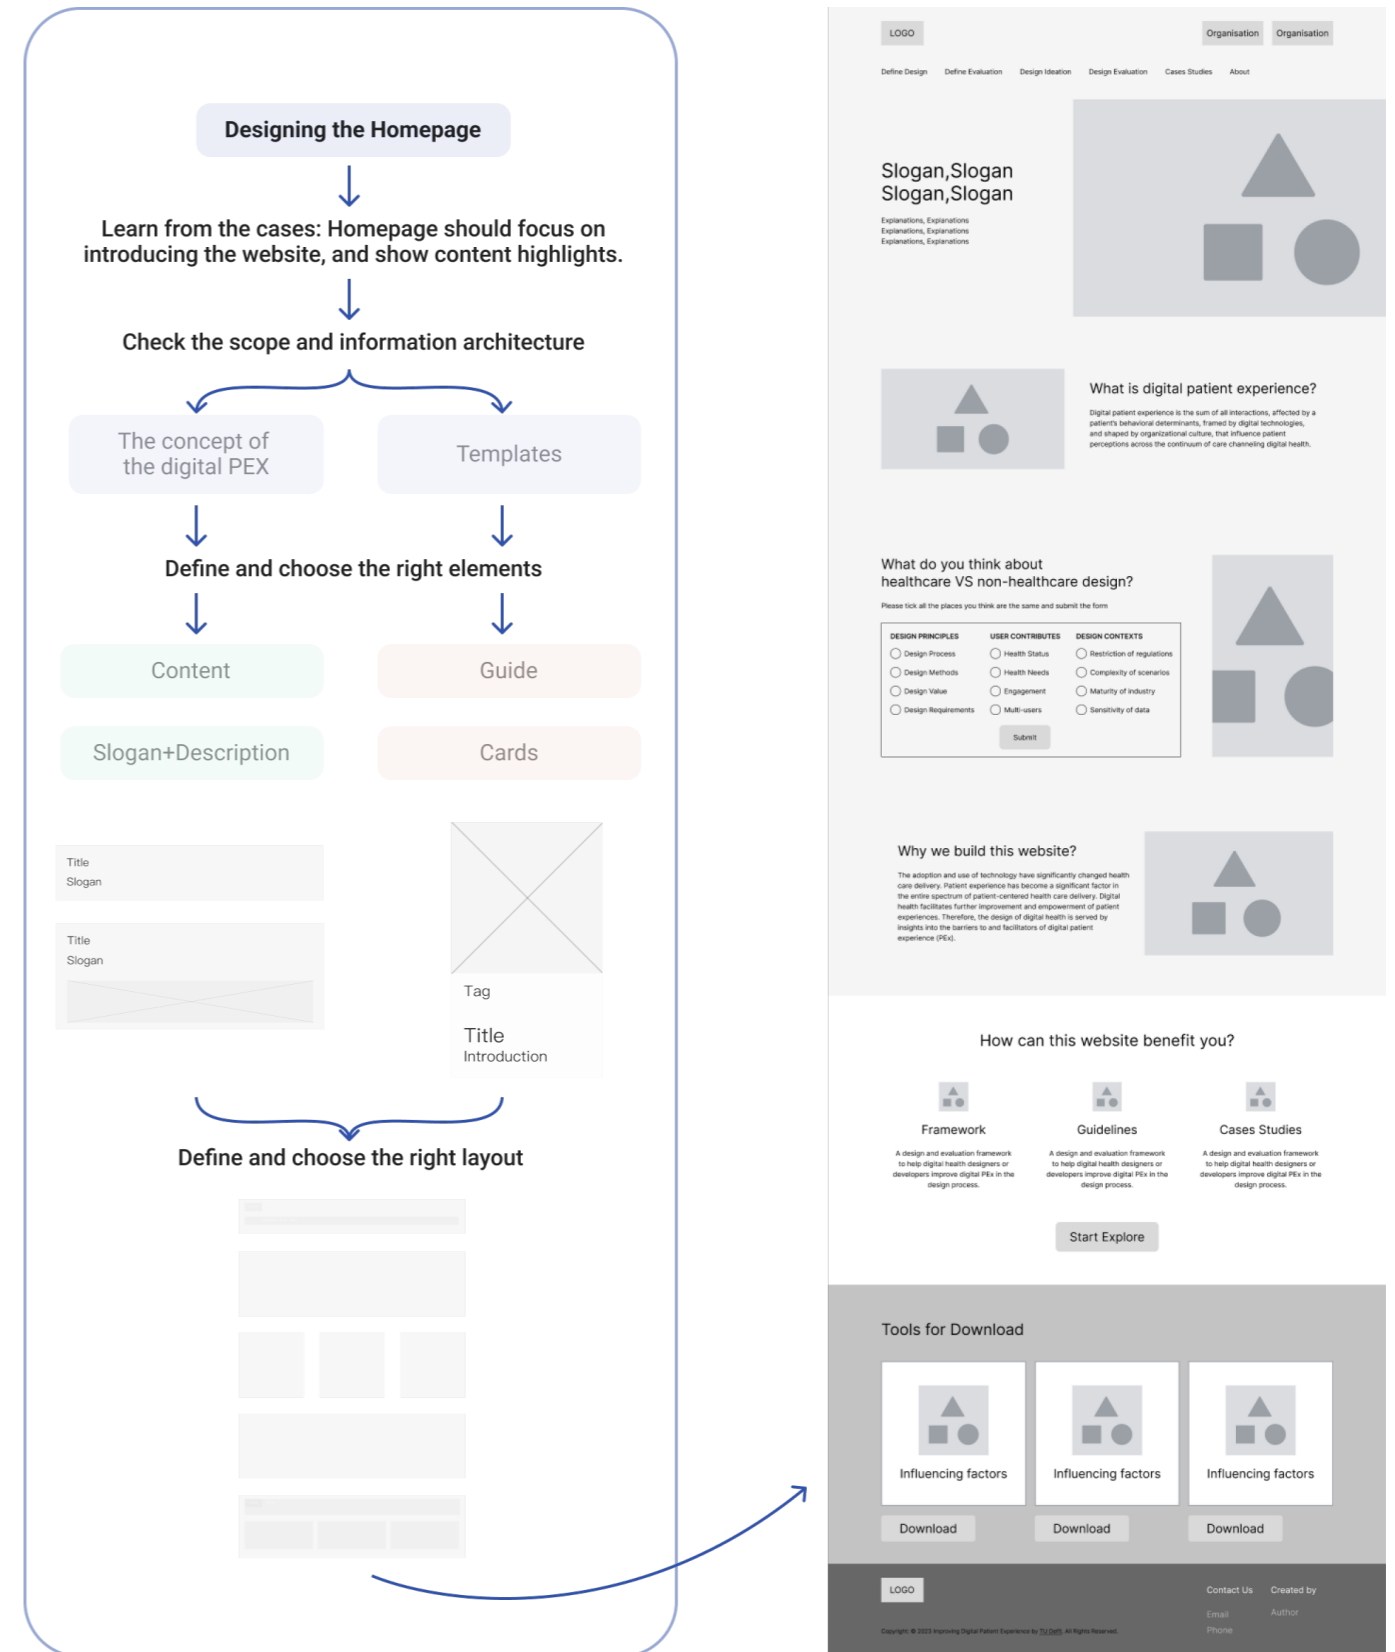 Designing the Homepage
Learn from the cases: Homepage should focus on
introducing the website, and show content highlights.
Check the scope and information architecture
The concept of
the digital PEX
Templates
Define and choose the right elements
Content
Guide
Slogan+Description
Cards
Title
Slogan
Title
Slogan
Tag
Title
Introduction
Define and choose the right layout
LOGO
Organisation
Organisation
Define Design
Define Evaluation
Design Ideation
Design Evaluation
Cases Studies
About
Slogan,Slogan
Slogan,Slogan
Explanations, Explanations
Explanations, Explanations
Explanations, Explanations
What is digital patient experience?
Digital patient experience is the sum of all interactions, affected by a
patient's behavioral determinants, framed by digital technologies,
and shaped by organizational culture, that influence patient
perceptions across the continuum of care channeling digital health.
What do you think about
healthcare VS non-healthcare design?
Please tick all the places you think are the same and submit the form
DESIGN PRINCIPLES
USER CONTRIBUTES
DESIGN CONTEXTS
Design Process
Health Status
Restriction of regulations
Design Methods
Health Needs
Complexity of scenarios
Design Value
Engagement
Maturity of industry
Design Requirements
Multi-users
Sensitivity of data
Submit
Why we build this website?
The adoption and use of technology have significantly changed health
care delivery. Patient experience has become a significant factor in
the entire spectrum of patient-centered health care delivery. Digital
health facilitates further improvement and empowerment of patient
experiences. Therefore, the design of digital health is served by
insights into the barriers to and facilitators of digital patient
experience (PEx).
How can this website benefit you?
Framework
Guidelines
Cases Studies
A design and evaluation framework
to help digital health designers or
developers improve digital PEx in the
design process.
A design and evaluation framework
to help digital health designers or
developers improve digital PEx in the
design process.
A design and evaluation framework
to help digital health designers or
developers improve digital PEx in the
design process.
Start Explore
Tools for Download
Influencing factors
Influencing factors
Influencing factors
Download
Download
Download
LOGO
Contact Us
Created by
Email
Author
Phone
Copyright © 2023 Improving Digital Patient Experience by TU Delft. All Rights Reserved.